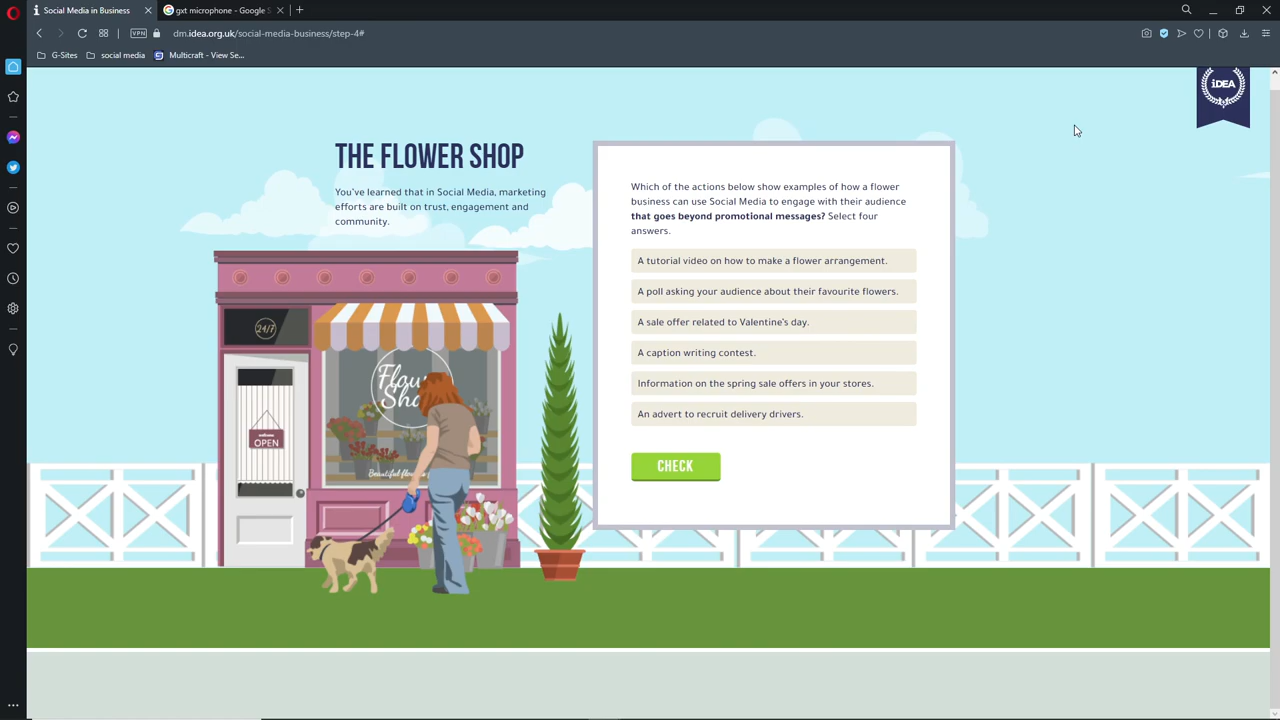 Social Media in Business
gxt microphone - Google S
VPN
dm.idea.org.uk/social-media-business/step-4#
G-Sites
social media
Multicraft - View Se...
iDEA
THE FLOWER SHOP
You've learned that in Social Media, marketing
efforts are built on trust, engagement and
community.
Which of the actions below show examples of how a flower
business can use Social Media to engage with their audience
that goes beyond promotional messages? Select four
answers.
A tutorial video on how to make a flower arrangement.
A poll asking your audience about their favourite flowers.
A sale offer related to Valentine's day.
A caption writing contest.
Information on the spring sale offers in your stores.
An advert to recruit delivery drivers.
CHECK
24/7
Flow
Sho
welcome
OPEN
Beautiful flow